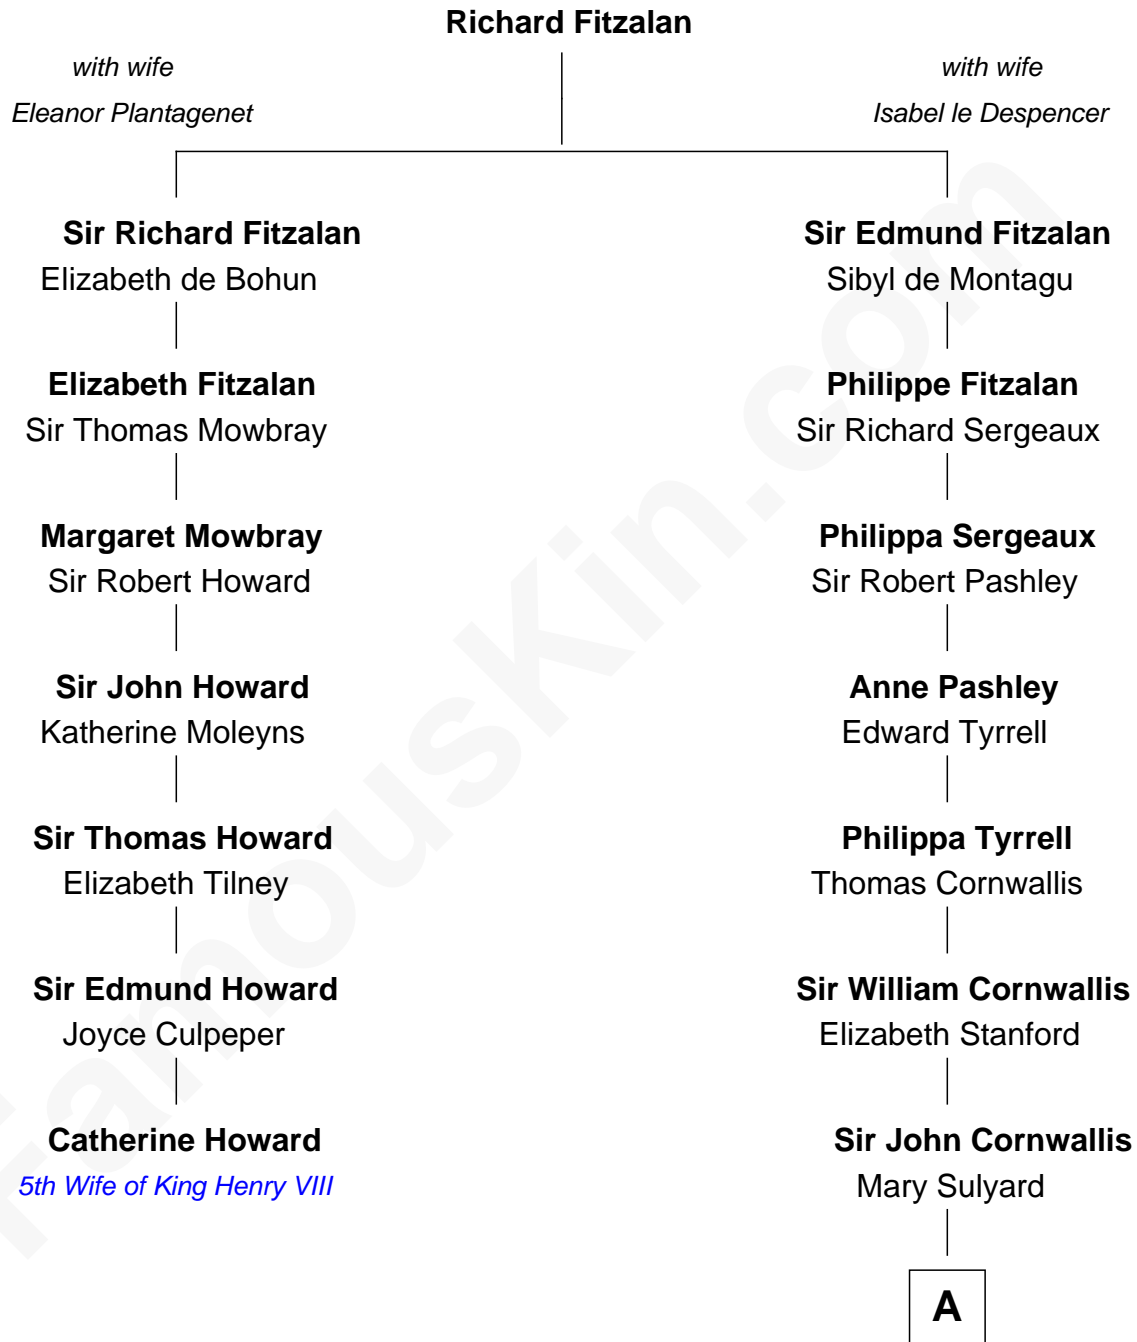 Richard Fitzalan
with wife
Eleanor Plantagenet
with wife
Isabel le Despencer
Sir Richard Fitzalan
Elizabeth de Bohun
Elizabeth Fitzalan
Sir Thomas Mowbray
Margaret Mowbray
Sir Robert Howard
Sir John Howard
Katherine Moleyns
Sir Thomas Howard
Elizabeth Tilney
Sir Edmund Howard
Joyce Culpeper
Catherine Howard
5th Wife of King Henry VIII
Sir Edmund Fitzalan
Sibyl de Montagu
Philippe Fitzalan
Sir Richard Sergeaux
Philippa Sergeaux
Sir Robert Pashley
Anne Pashley
Edward Tyrrell
Philippa Tyrrell
Thomas Cornwallis
Sir William Cornwallis
Elizabeth Stanford
Sir John Cornwallis
Mary Sulyard
A
FamousKin.com